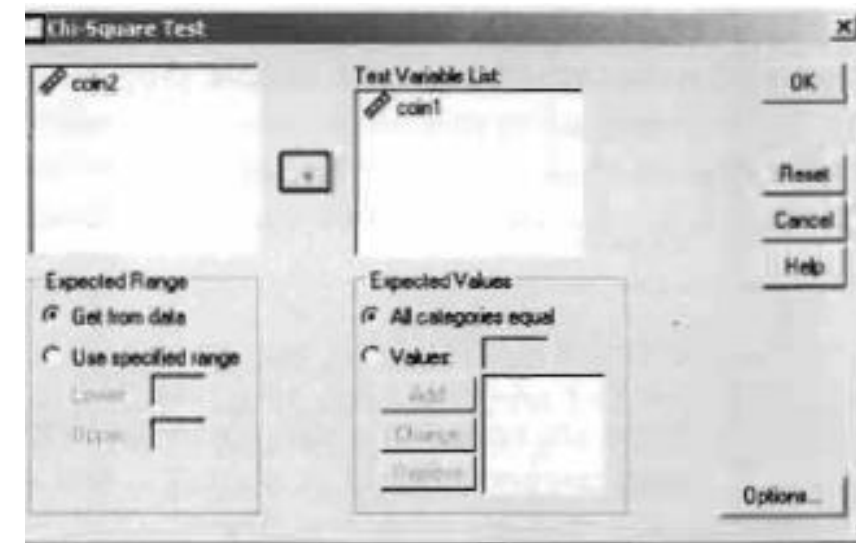 Chi-Square Test
coin2
Test Variable List:
coin1
OK
Reset
Cancel
Help
Expected Range
Get from data
Use specified range
Lower:
Upper:
Expected Values
All categories equal
Values:
Add
Change
Remove
Options...